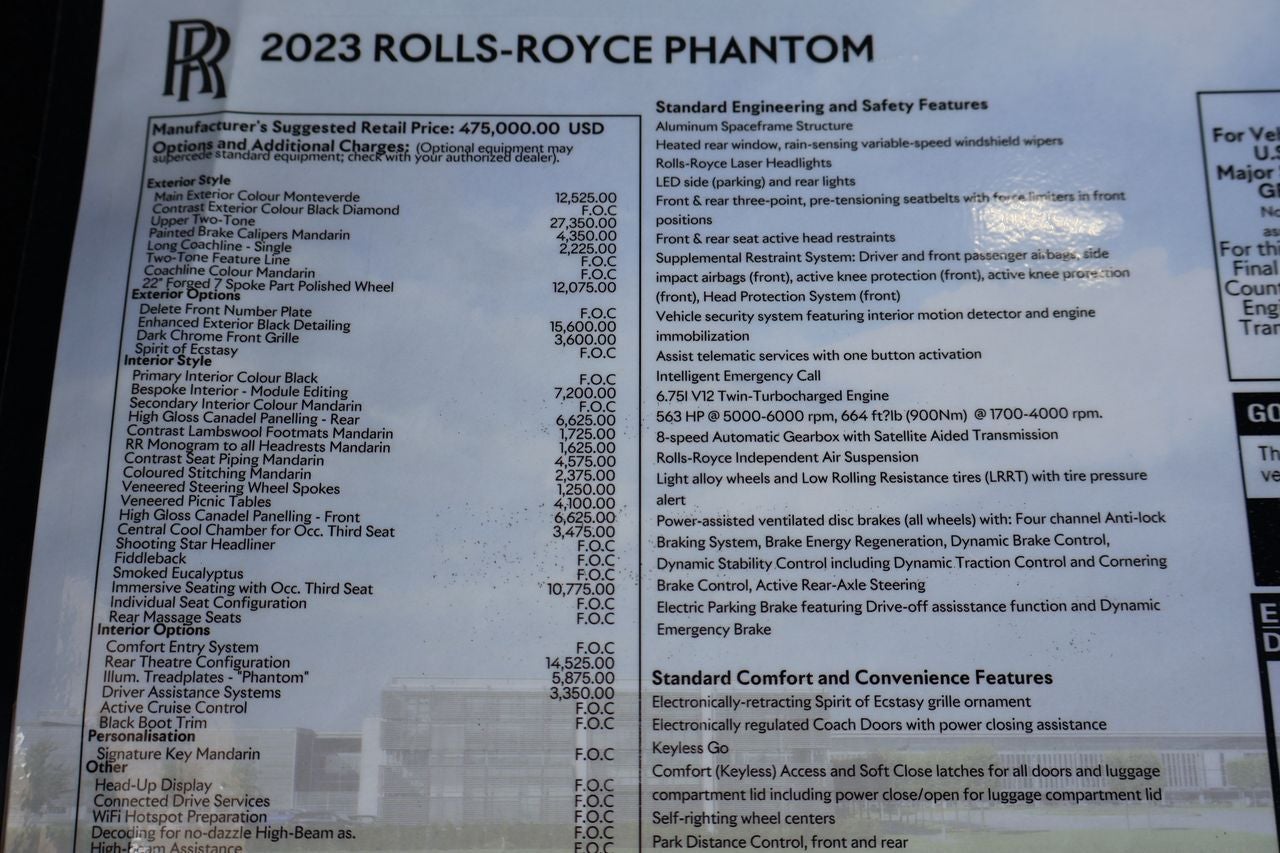 RR
2023 ROLLS-ROYCE PHANTOM
Manufacturer's Suggested Retail Price: 475,000.00 USD
Options and Additional Charges: (Optional equipment may
supercede standard equipment; check with your authorized dealer).
Exterior Style
Main Exterior Colour Monteverde 12,525.00
Contrast Exterior Colour Black Diamond F.O.C
Upper Two-Tone 27,350.00
Painted Brake Calipers Mandarin 4,350.00
Long Coachline - Single 2,225.00
Two-Tone Feature Line F.O.C
Coachline Colour Mandarin F.O.C
22" Forged 7 Spoke Part Polished Wheel 12,075.00
Exterior Options
Delete Front Number Plate F.O.C
Enhanced Exterior Black Detailing 15,600.00
Dark Chrome Front Grille 3,600.00
Spirit of Ecstasy F.O.C
Interior Style
Primary Interior Colour Black F.O.C
Bespoke Interior - Module Editing 7,200.00
Secondary Interior Colour Mandarin F.O.C
High Gloss Canadel Panelling - Rear 6,625.00
Contrast Lambswool Footmats Mandarin 1,725.00
RR Monogram to all Headrests Mandarin 1,625.00
Contrast Seat Piping Mandarin 4,575.00
Coloured Stitching Mandarin 2,375.00
Veneered Steering Wheel Spokes 1,250.00
Veneered Picnic Tables 4,100.00
High Gloss Canadel Panelling - Front 6,625.00
Central Cool Chamber for Occ. Third Seat 3,475.00
Shooting Star Headliner F.O.C
Fiddleback F.O.C
Smoked Eucalyptus F.O.C
Immersive Seating with Occ. Third Seat 10,775.00
Individual Seat Configuration F.O.C
Rear Massage Seats F.O.C
Interior Options
Comfort Entry System F.O.C
Rear Theatre Configuration 14,525.00
Illum. Treadplates - "Phantom" 5,875.00
Driver Assistance Systems 3,350.00
Active Cruise Control F.O.C
Black Boot Trim F.O.C
Personalisation
Signature Key Mandarin F.O.C
Other
Head-Up Display F.O.C
Connected Drive Services F.O.C
WiFi Hotspot Preparation F.O.C
Decoding for no-dazzle High-Beam as. F.O.C
High-Beam Assistance F.O.C
Standard Engineering and Safety Features
Aluminum Spaceframe Structure
Heated rear window, rain-sensing variable-speed windshield wipers
Rolls-Royce Laser Headlights
LED side (parking) and rear lights
Front & rear three-point, pre-tensioning seatbelts with force limiters in front
positions
Front & rear seat active head restraints
Supplemental Restraint System: Driver and front passenger airbags, side
impact airbags (front), active knee protection (front), active knee protection
(front), Head Protection System (front)
Vehicle security system featuring interior motion detector and engine
immobilization
Assist telematic services with one button activation
Intelligent Emergency Call
6.75l V12 Twin-Turbocharged Engine
563 HP @ 5000-6000 rpm, 664 ft?lb (900Nm) @ 1700-4000 rpm.
8-speed Automatic Gearbox with Satellite Aided Transmission
Rolls-Royce Independent Air Suspension
Light alloy wheels and Low Rolling Resistance tires (LRRT) with tire pressure
alert
Power-assisted ventilated disc brakes (all wheels) with: Four channel Anti-lock
Braking System, Brake Energy Regeneration, Dynamic Brake Control,
Dynamic Stability Control including Dynamic Traction Control and Cornering
Brake Control, Active Rear-Axle Steering
Electric Parking Brake featuring Drive-off assisstance function and Dynamic
Emergency Brake
Standard Comfort and Convenience Features
Electronically-retracting Spirit of Ecstasy grille ornament
Electronically regulated Coach Doors with power closing assistance
Keyless Go
Comfort (Keyless) Access and Soft Close latches for all doors and luggage
compartment lid including power close/open for luggage compartment lid
Self-righting wheel centers
Park Distance Control, front and rear
For Veh
U.S
Major
G
No
as
For thi
Final
Coun
Eng
Tran
GO
Th
ve
E
D